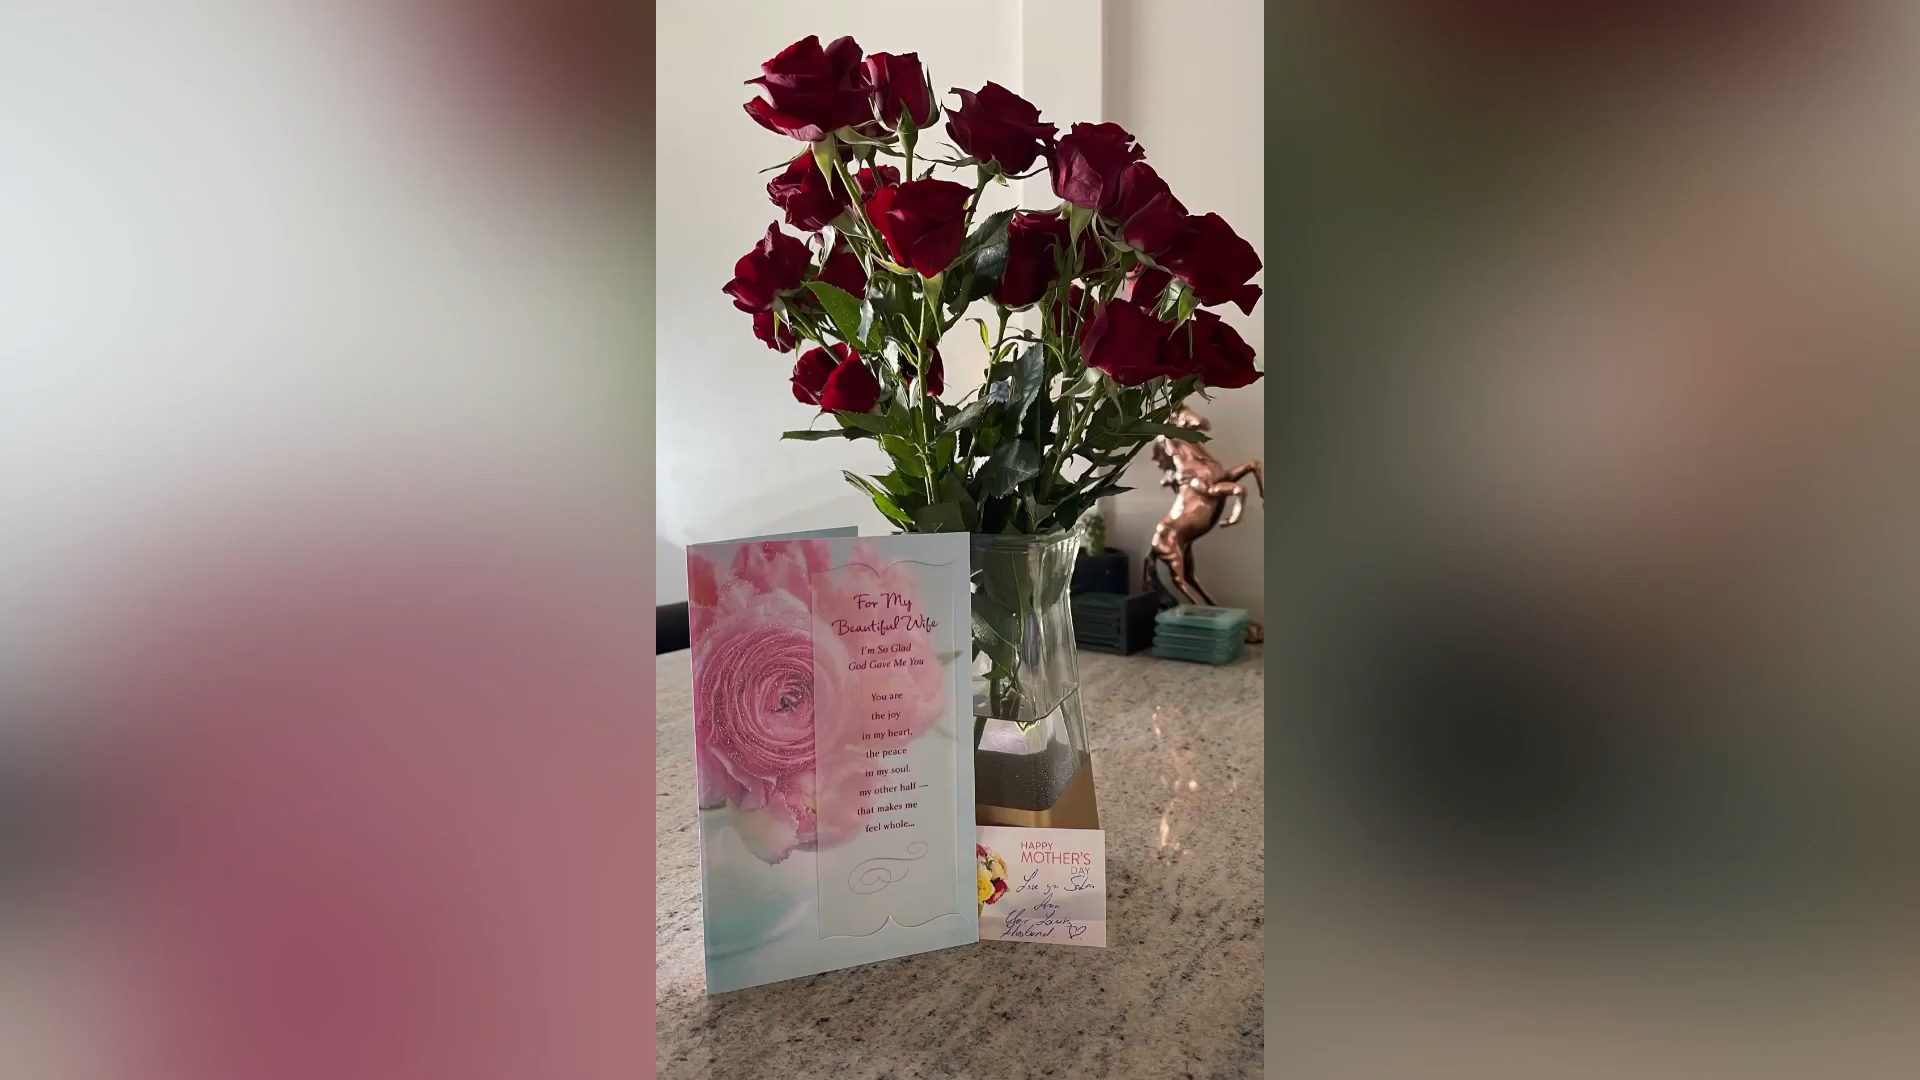 For My
Beautiful Wife
I'm So Glad
God Gave Me You
You are
the joy
in my heart,
the peace
in my soul,
my other half —
that makes me
feel whole...
HAPPY
MOTHER'S
DAY
Love you
Your Loving
Husband. ♡